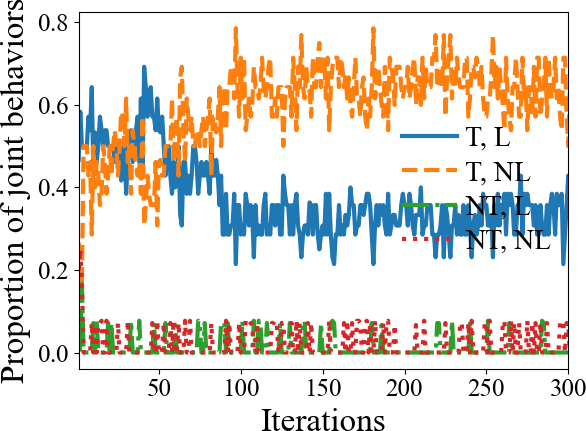 Proportion of joint behaviors
0.8
0.6
0.4
0.2
0.0
T, L
T, NL
NT, L
NT, NL
50 100 150 200 250 300
Iterations